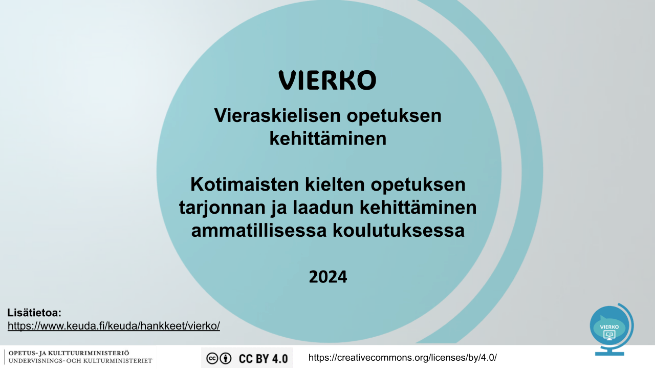 VIERKO
Vieraskielisen opetuksen
kehittäminen
Kotimaisten kielten opetuksen
tarjonnan ja laadun kehittäminen
ammatillisessa koulutuksessa
2024
Lisätietoa:
https://www.keuda.fi/keuda/hankkeet/vierko/
VIERKO
OPETUS- JA KULTTUURIMINISTERIÖ
UNDERVISNINGS- OCH KULTURMINISTERIET
CC BY 4.0
https://creativecommons.org/licenses/by/4.0/